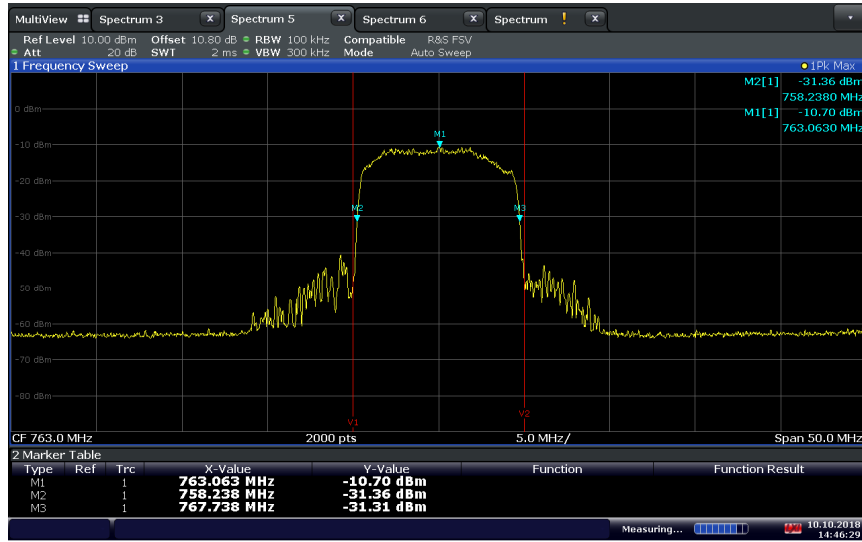 MultiView Spectrum 3 X Spectrum 5 X Spectrum 6 X Spectrum ! X
Ref Level 10.00 dBm Offset 10.80 dB RBW 100 kHz Compatible R&S FSV
Att 20 dB SWT 2 ms VBW 300 kHz Mode Auto Sweep
1 Frequency Sweep 1Pk Max
M2[1] -31.36 dBm
758.2380 MHz
M1[1] -10.70 dBm
763.0630 MHz
0 dBm
M1
-10 dBm
-20 dBm
M2 M3
-30 dBm
-40 dBm
-50 dBm
-60 dBm
-70 dBm
-80 dBm
V1 V2
CF 763.0 MHz 2000 pts 5.0 MHz/ Span 50.0 MHz
2 Marker Table
Type Ref Trc X-Value Y-Value Function Function Result
M1 1 763.063 MHz -10.70 dBm
M2 1 758.238 MHz -31.36 dBm
M3 1 767.738 MHz -31.31 dBm
Measuring... 10.10.2018
14:46:29